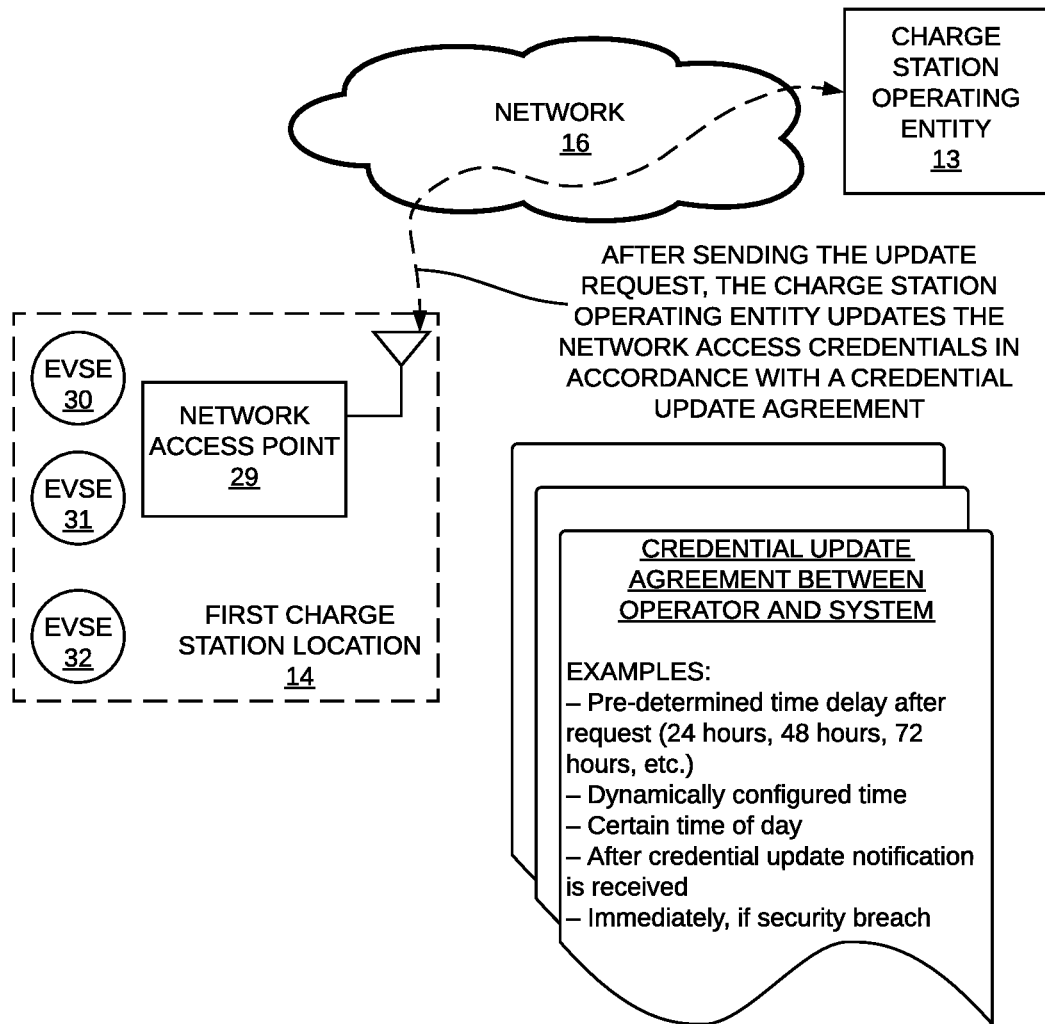 CHARGE
STATION
OPERATING
ENTITY
13
NETWORK
16
AFTER SENDING THE UPDATE
REQUEST, THE CHARGE STATION
OPERATING ENTITY UPDATES THE
NETWORK ACCESS CREDENTIALS IN
ACCORDANCE WITH A CREDENTIAL
UPDATE AGREEMENT
EVSE
30
NETWORK
ACCESS POINT
29
EVSE
31
EVSE
32
FIRST CHARGE
STATION LOCATION
14
CREDENTIAL UPDATE
AGREEMENT BETWEEN
OPERATOR AND SYSTEM
EXAMPLES:
– Pre-determined time delay after
request (24 hours, 48 hours, 72
hours, etc.)
– Dynamically configured time
– Certain time of day
– After credential update notification
is received
– Immediately, if security breach